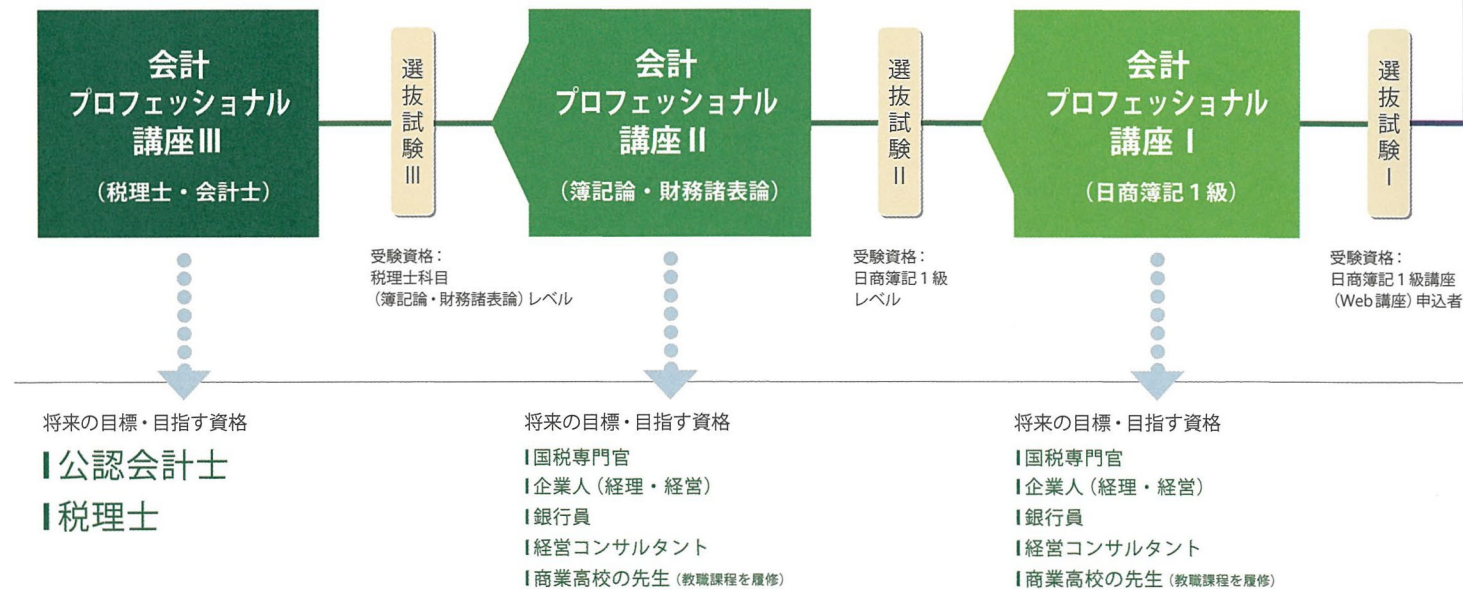 会計
プロフェッショナル
講座Ⅲ
(税理士・会計士)
選抜試験Ⅲ
受験資格：
税理士科目
(簿記論・財務諸表論)レベル
会計
プロフェッショナル
講座Ⅱ
(簿記論・財務諸表論)
選抜試験Ⅱ
受験資格：
日商簿記1級
レベル
会計
プロフェッショナル
講座Ⅰ
(日商簿記1級)
選抜試験Ⅰ
受験資格：
日商簿記1級講座
(Web講座)申込者
将来の目標・目指す資格
公認会計士
税理士
将来の目標・目指す資格
国税専門官
企業人(経理・経営)
銀行員
経営コンサルタント
商業高校の先生(教職課程を履修)
将来の目標・目指す資格
国税専門官
企業人(経理・経営)
銀行員
経営コンサルタント
商業高校の先生(教職課程を履修)